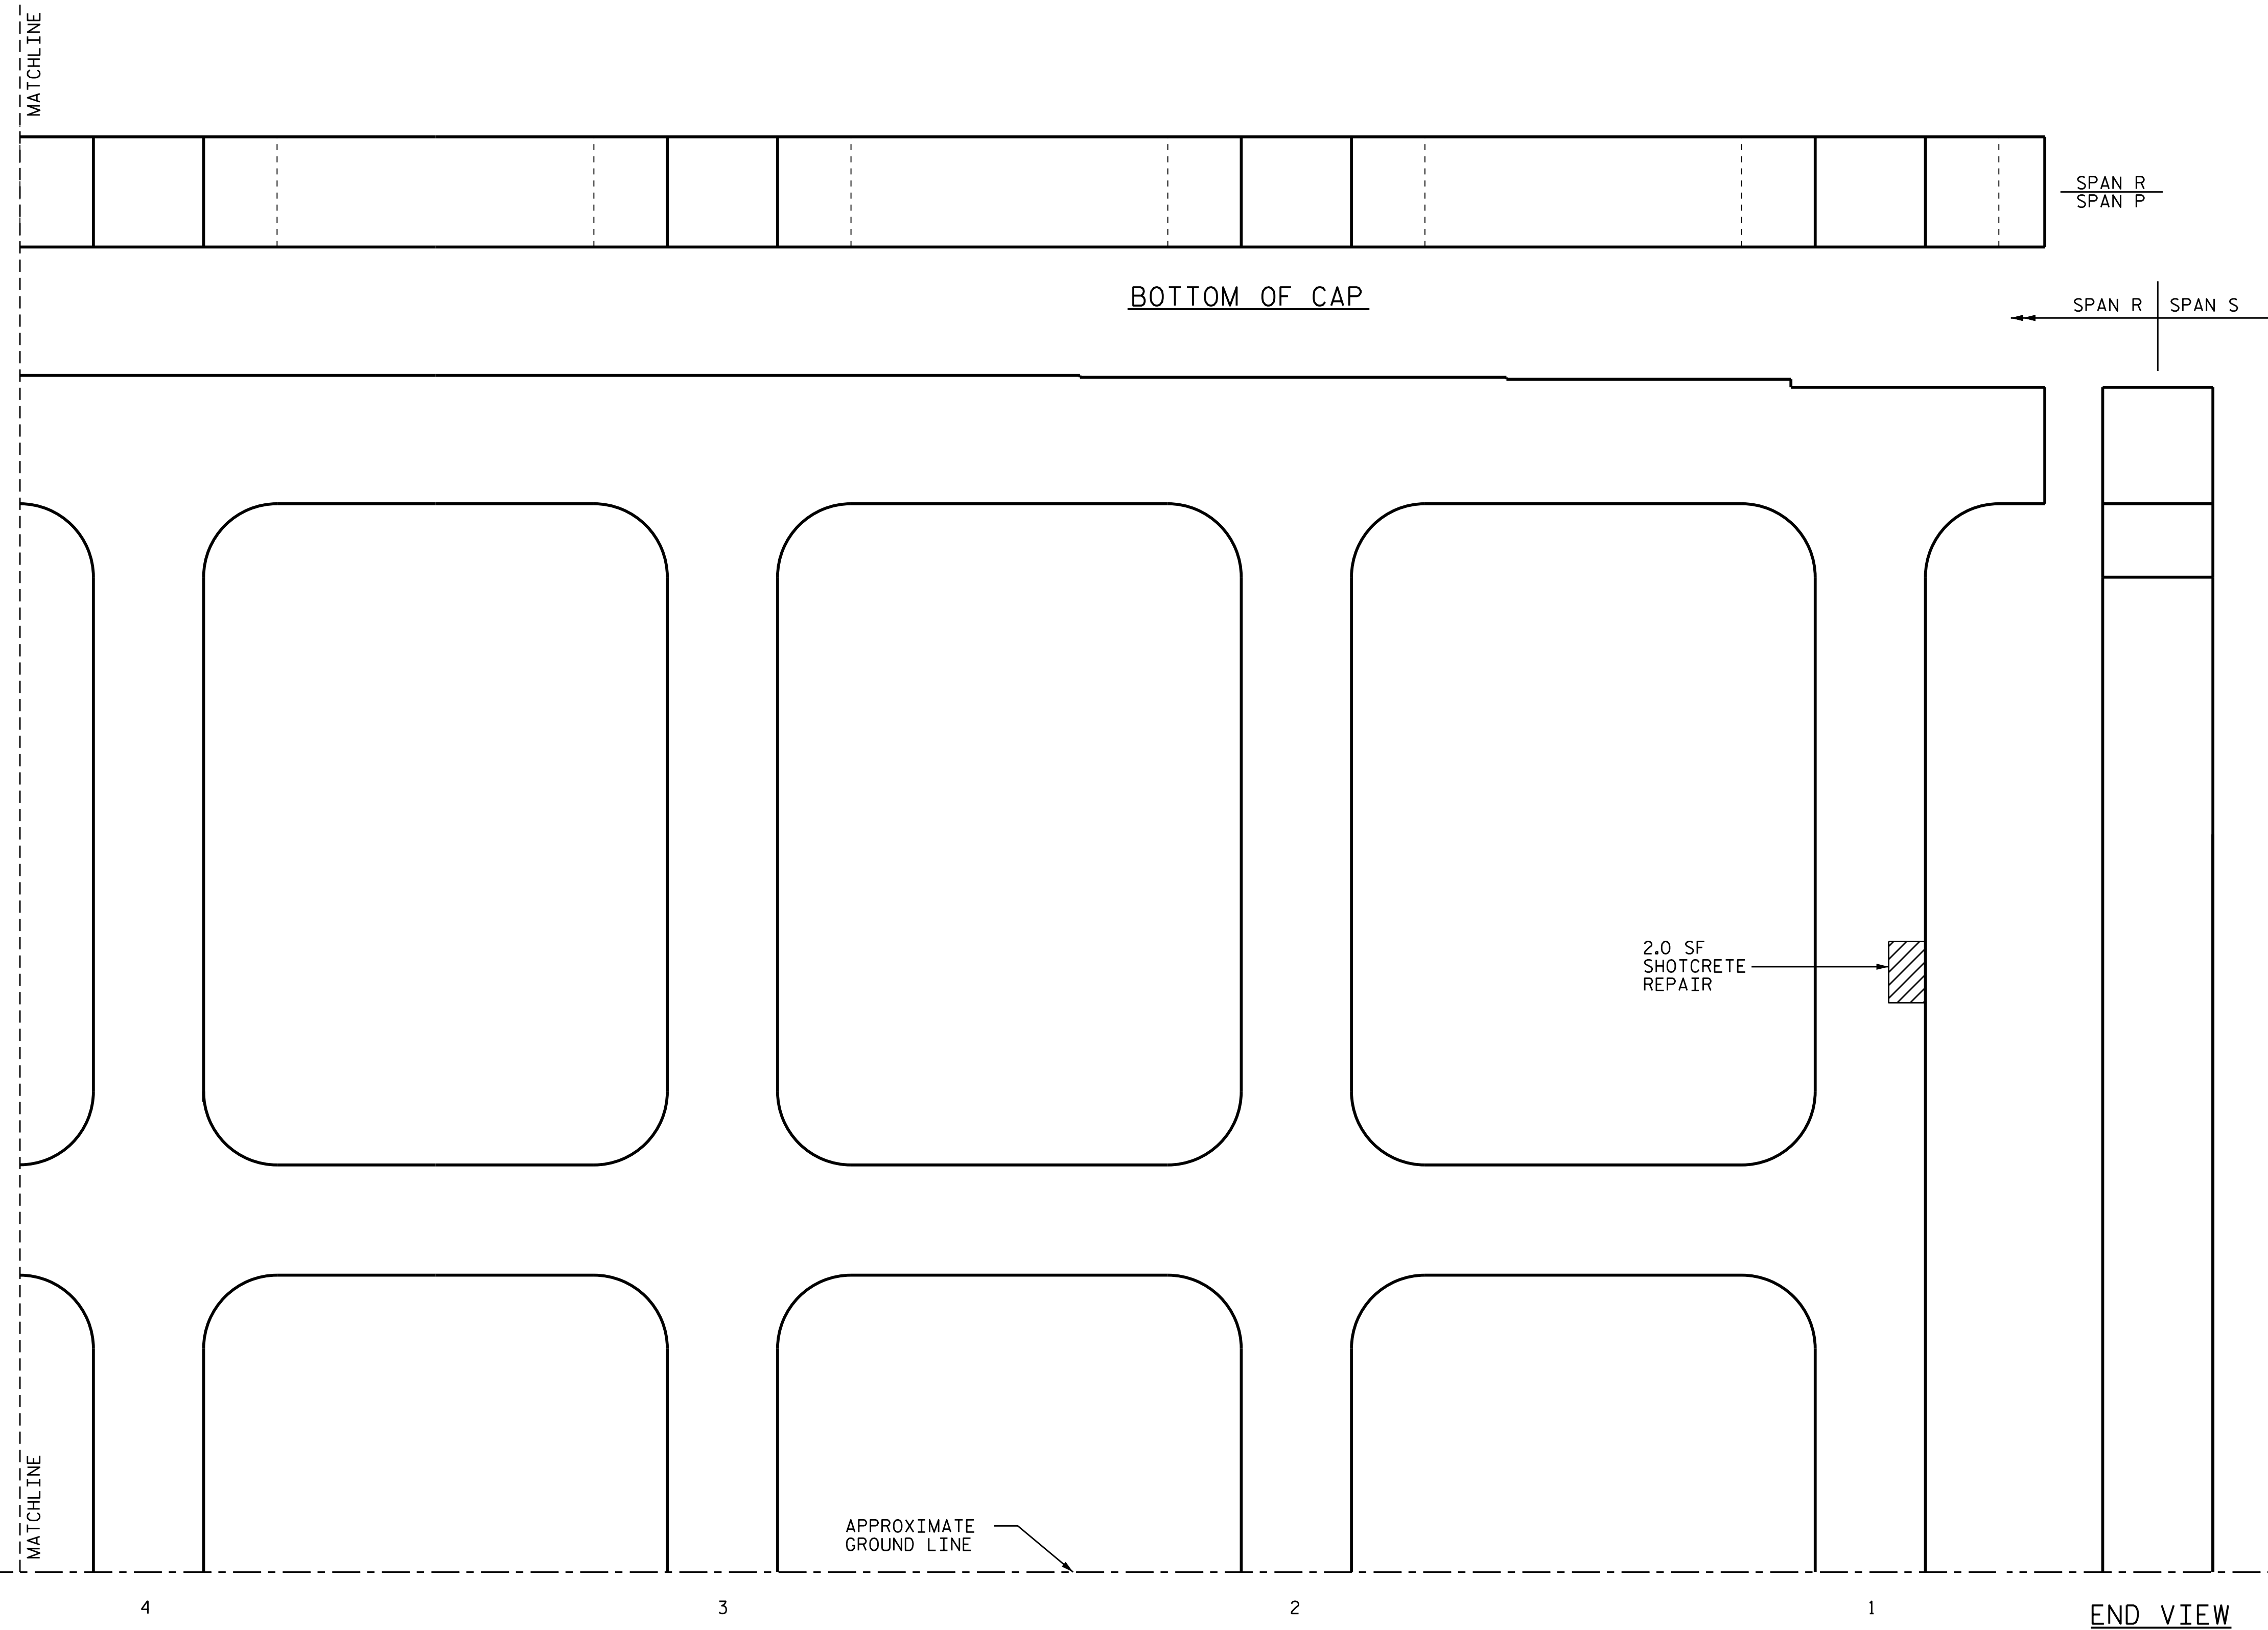 MATCHLINE
SPAN R
SPAN P
BOTTOM OF CAP
SPAN R
SPAN S
2.0 SF
SHOTCRETE
REPAIR
MATCHLINE
APPROXIMATE
GROUND LINE
4
3
2
1
END VIEW